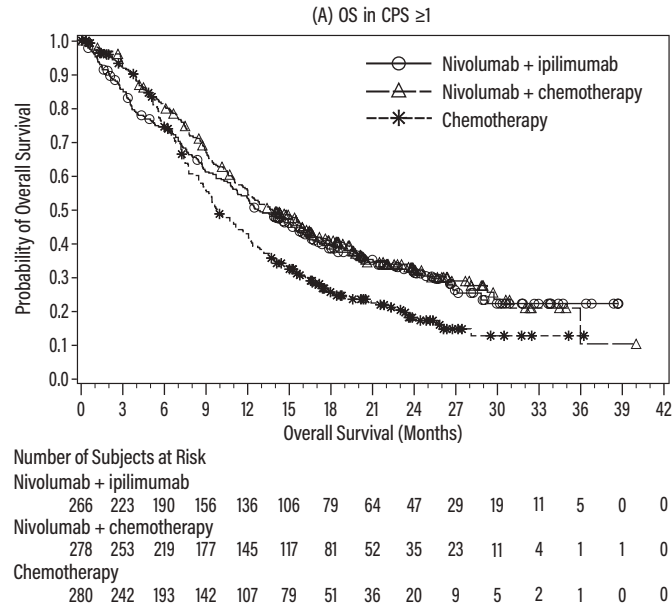 (A) OS in CPS ≥1
1.0
0.9
0.8
0.7
0.6
0.5
0.4
0.3
0.2
0.1
0.0
Probability of Overall Survival
Nivolumab + ipilimumab
Nivolumab + chemotherapy
Chemotherapy
0 3 6 9 12 15 18 21 24 27 30 33 36 39 42
Overall Survival (Months)
Number of Subjects at Risk
Nivolumab + ipilimumab
266 223 190 156 136 106 79 64 47 29 19 11 5 0 0
Nivolumab + chemotherapy
278 253 219 177 145 117 81 52 35 23 11 4 1 1 0
Chemotherapy
280 242 193 142 107 79 51 36 20 9 5 2 1 0 0